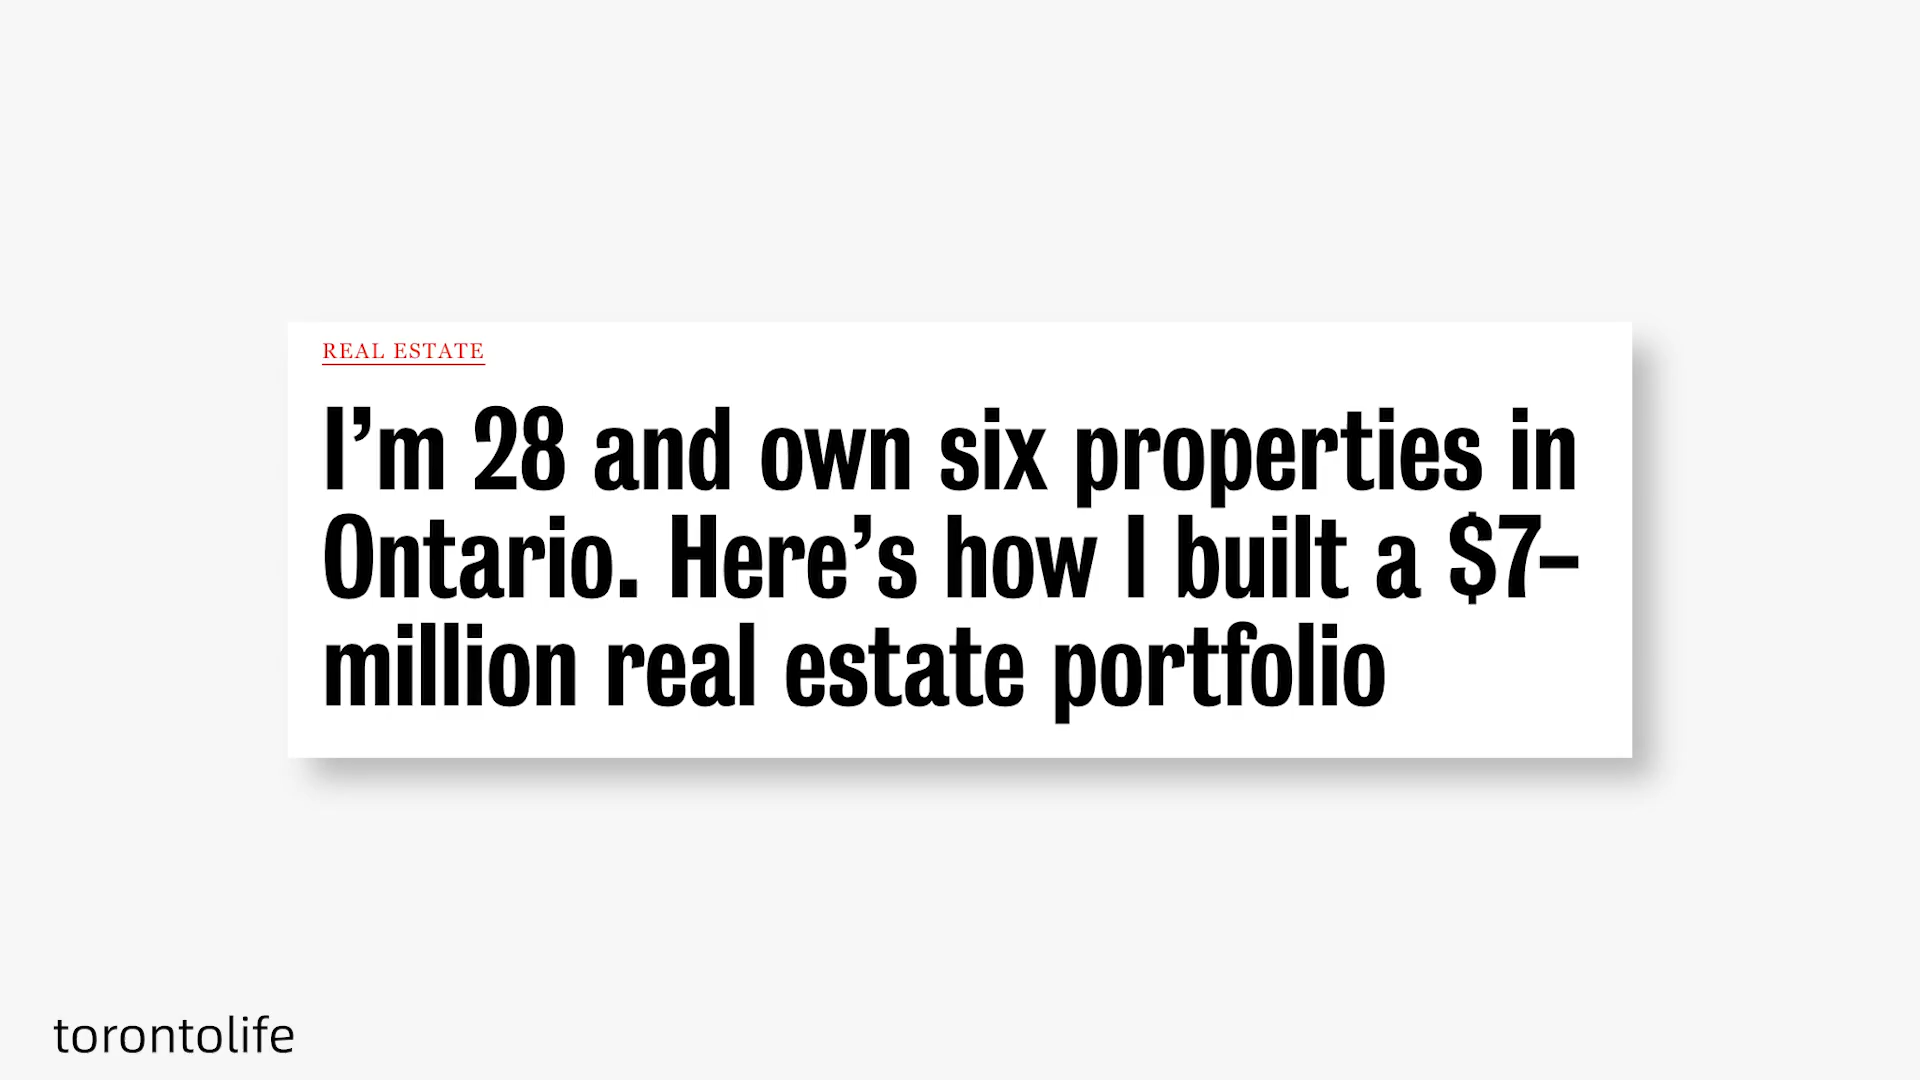 REAL ESTATE
I’m 28 and own six properties in
Ontario. Here’s how I built a $7–
million real estate portfolio
torontolife